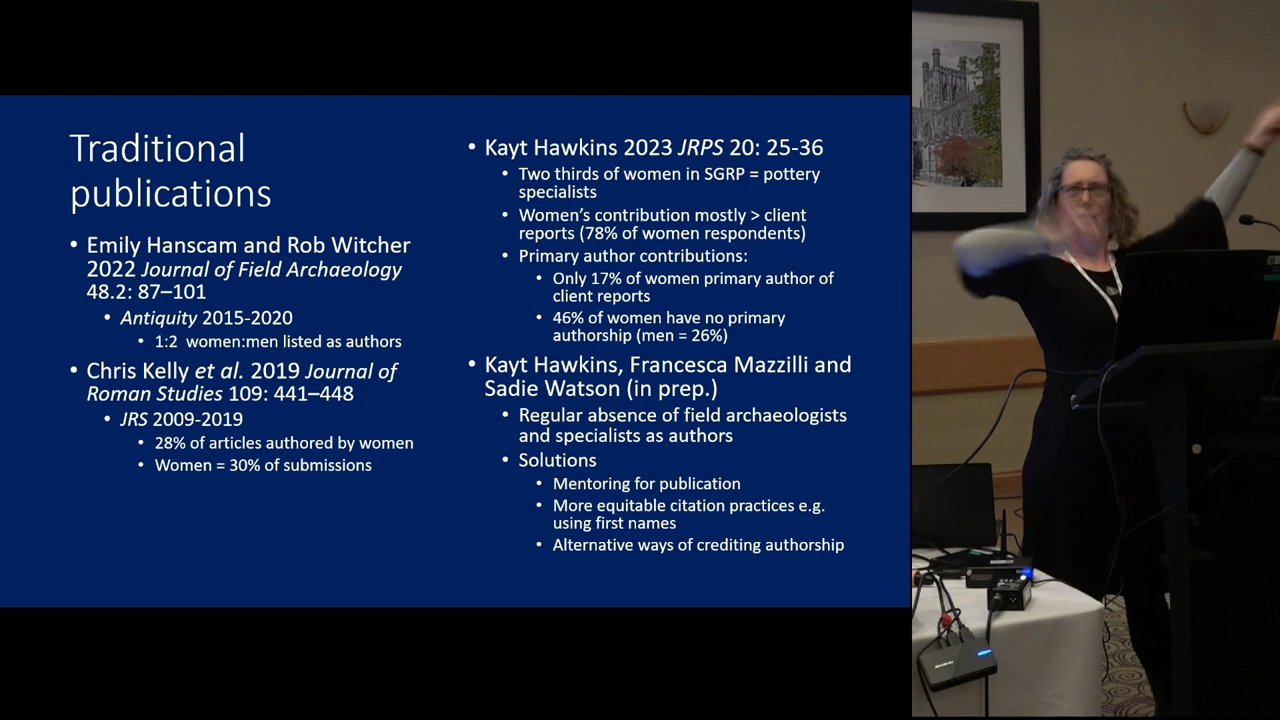 Traditional
publications
• Emily Hanscam and Rob Witcher
2022 Journal of Field Archaeology
48.2: 87–101
• Antiquity 2015-2020
• 1:2 women:men listed as authors
• Chris Kelly et al. 2019 Journal of
Roman Studies 109: 441–448
• JRS 2009-2019
• 28% of articles authored by women
• Women = 30% of submissions
• Kayt Hawkins 2023 JRPS 20: 25-36
• Two thirds of women in SGRP = pottery
specialists
• Women's contribution mostly > client
reports (78% of women respondents)
• Primary author contributions:
• Only 17% of women primary author of
client reports
• 46% of women have no primary
authorship (men = 26%)
• Kayt Hawkins, Francesca Mazzilli and
Sadie Watson (in prep.)
• Regular absence of field archaeologists
and specialists as authors
• Solutions
• Mentoring for publication
• More equitable citation practices e.g.
using first names
• Alternative ways of crediting authorship